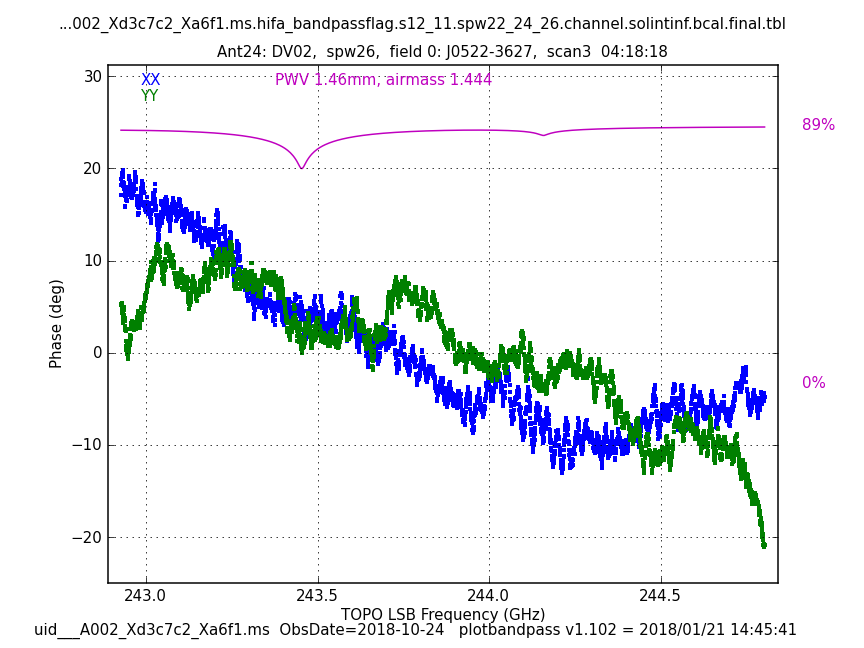 ...002_Xd3c7c2_Xa6f1.ms.hifa_bandpassflag.s12_11.spw22_24_26.channel.solintinf.bcal.final.tbl
Ant24: DV02,  spw26,  field 0: J0522-3627,  scan3  04:18:18
XX
YY
PWV 1.46mm, airmass 1.444
89%
0%
Phase (deg)
30
20
10
0
−10
−20
243.0 243.5 244.0 244.5
TOPO LSB Frequency (GHz)
uid___A002_Xd3c7c2_Xa6f1.ms  ObsDate=2018-10-24   plotbandpass v1.102 = 2018/01/21 14:45:41